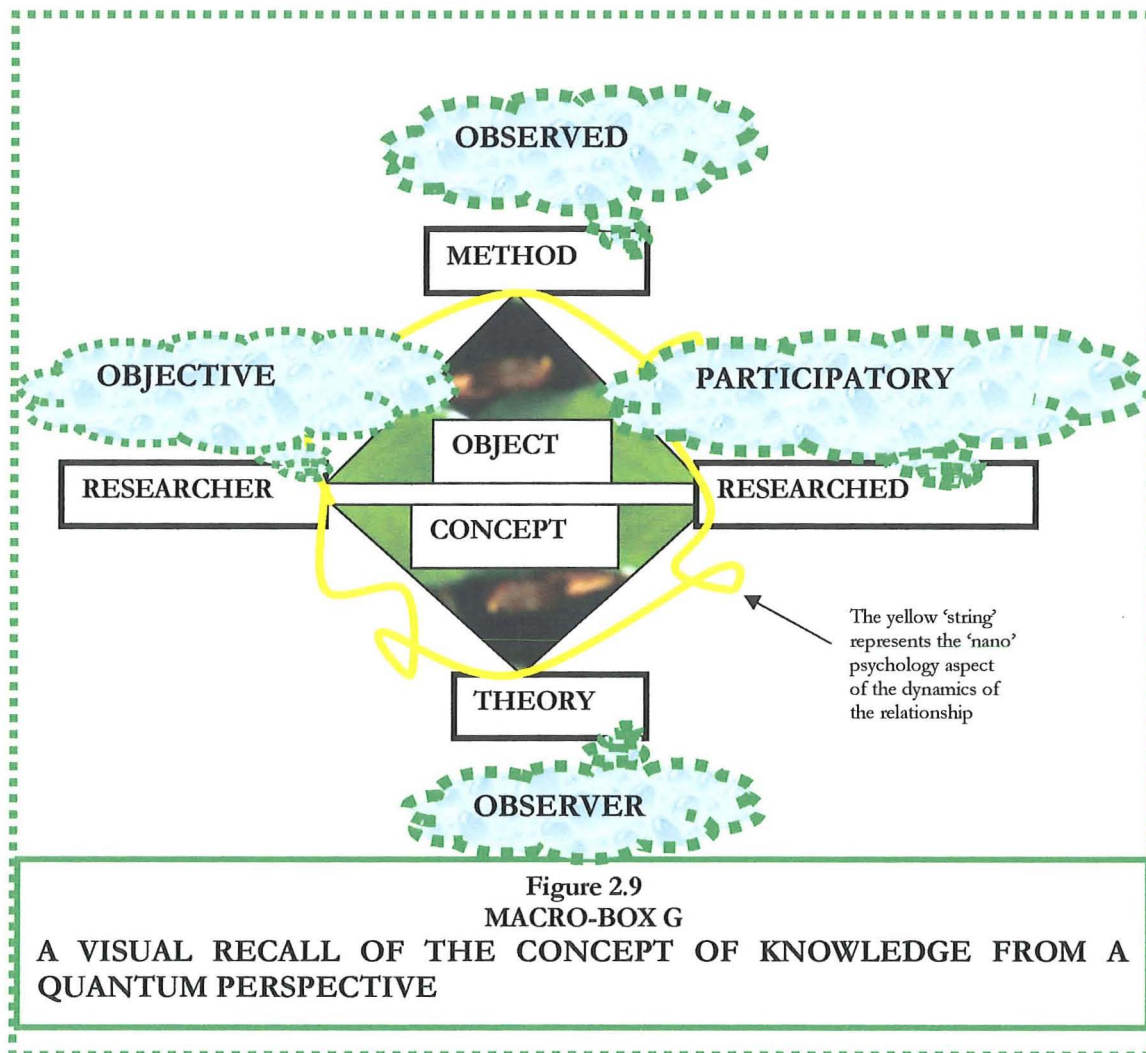 OBSERVED
METHOD
OBJECTIVE
PARTICIPATORY
OBJECT
RESEARCHER
RESEARCHED
CONCEPT
The yellow ‘string’
represents the ‘nano’
psychology aspect
of the dynamics of
the relationship
THEORY
OBSERVER
Figure 2.9
MACRO-BOX G
A VISUAL RECALL OF THE CONCEPT OF KNOWLEDGE FROM A
QUANTUM PERSPECTIVE